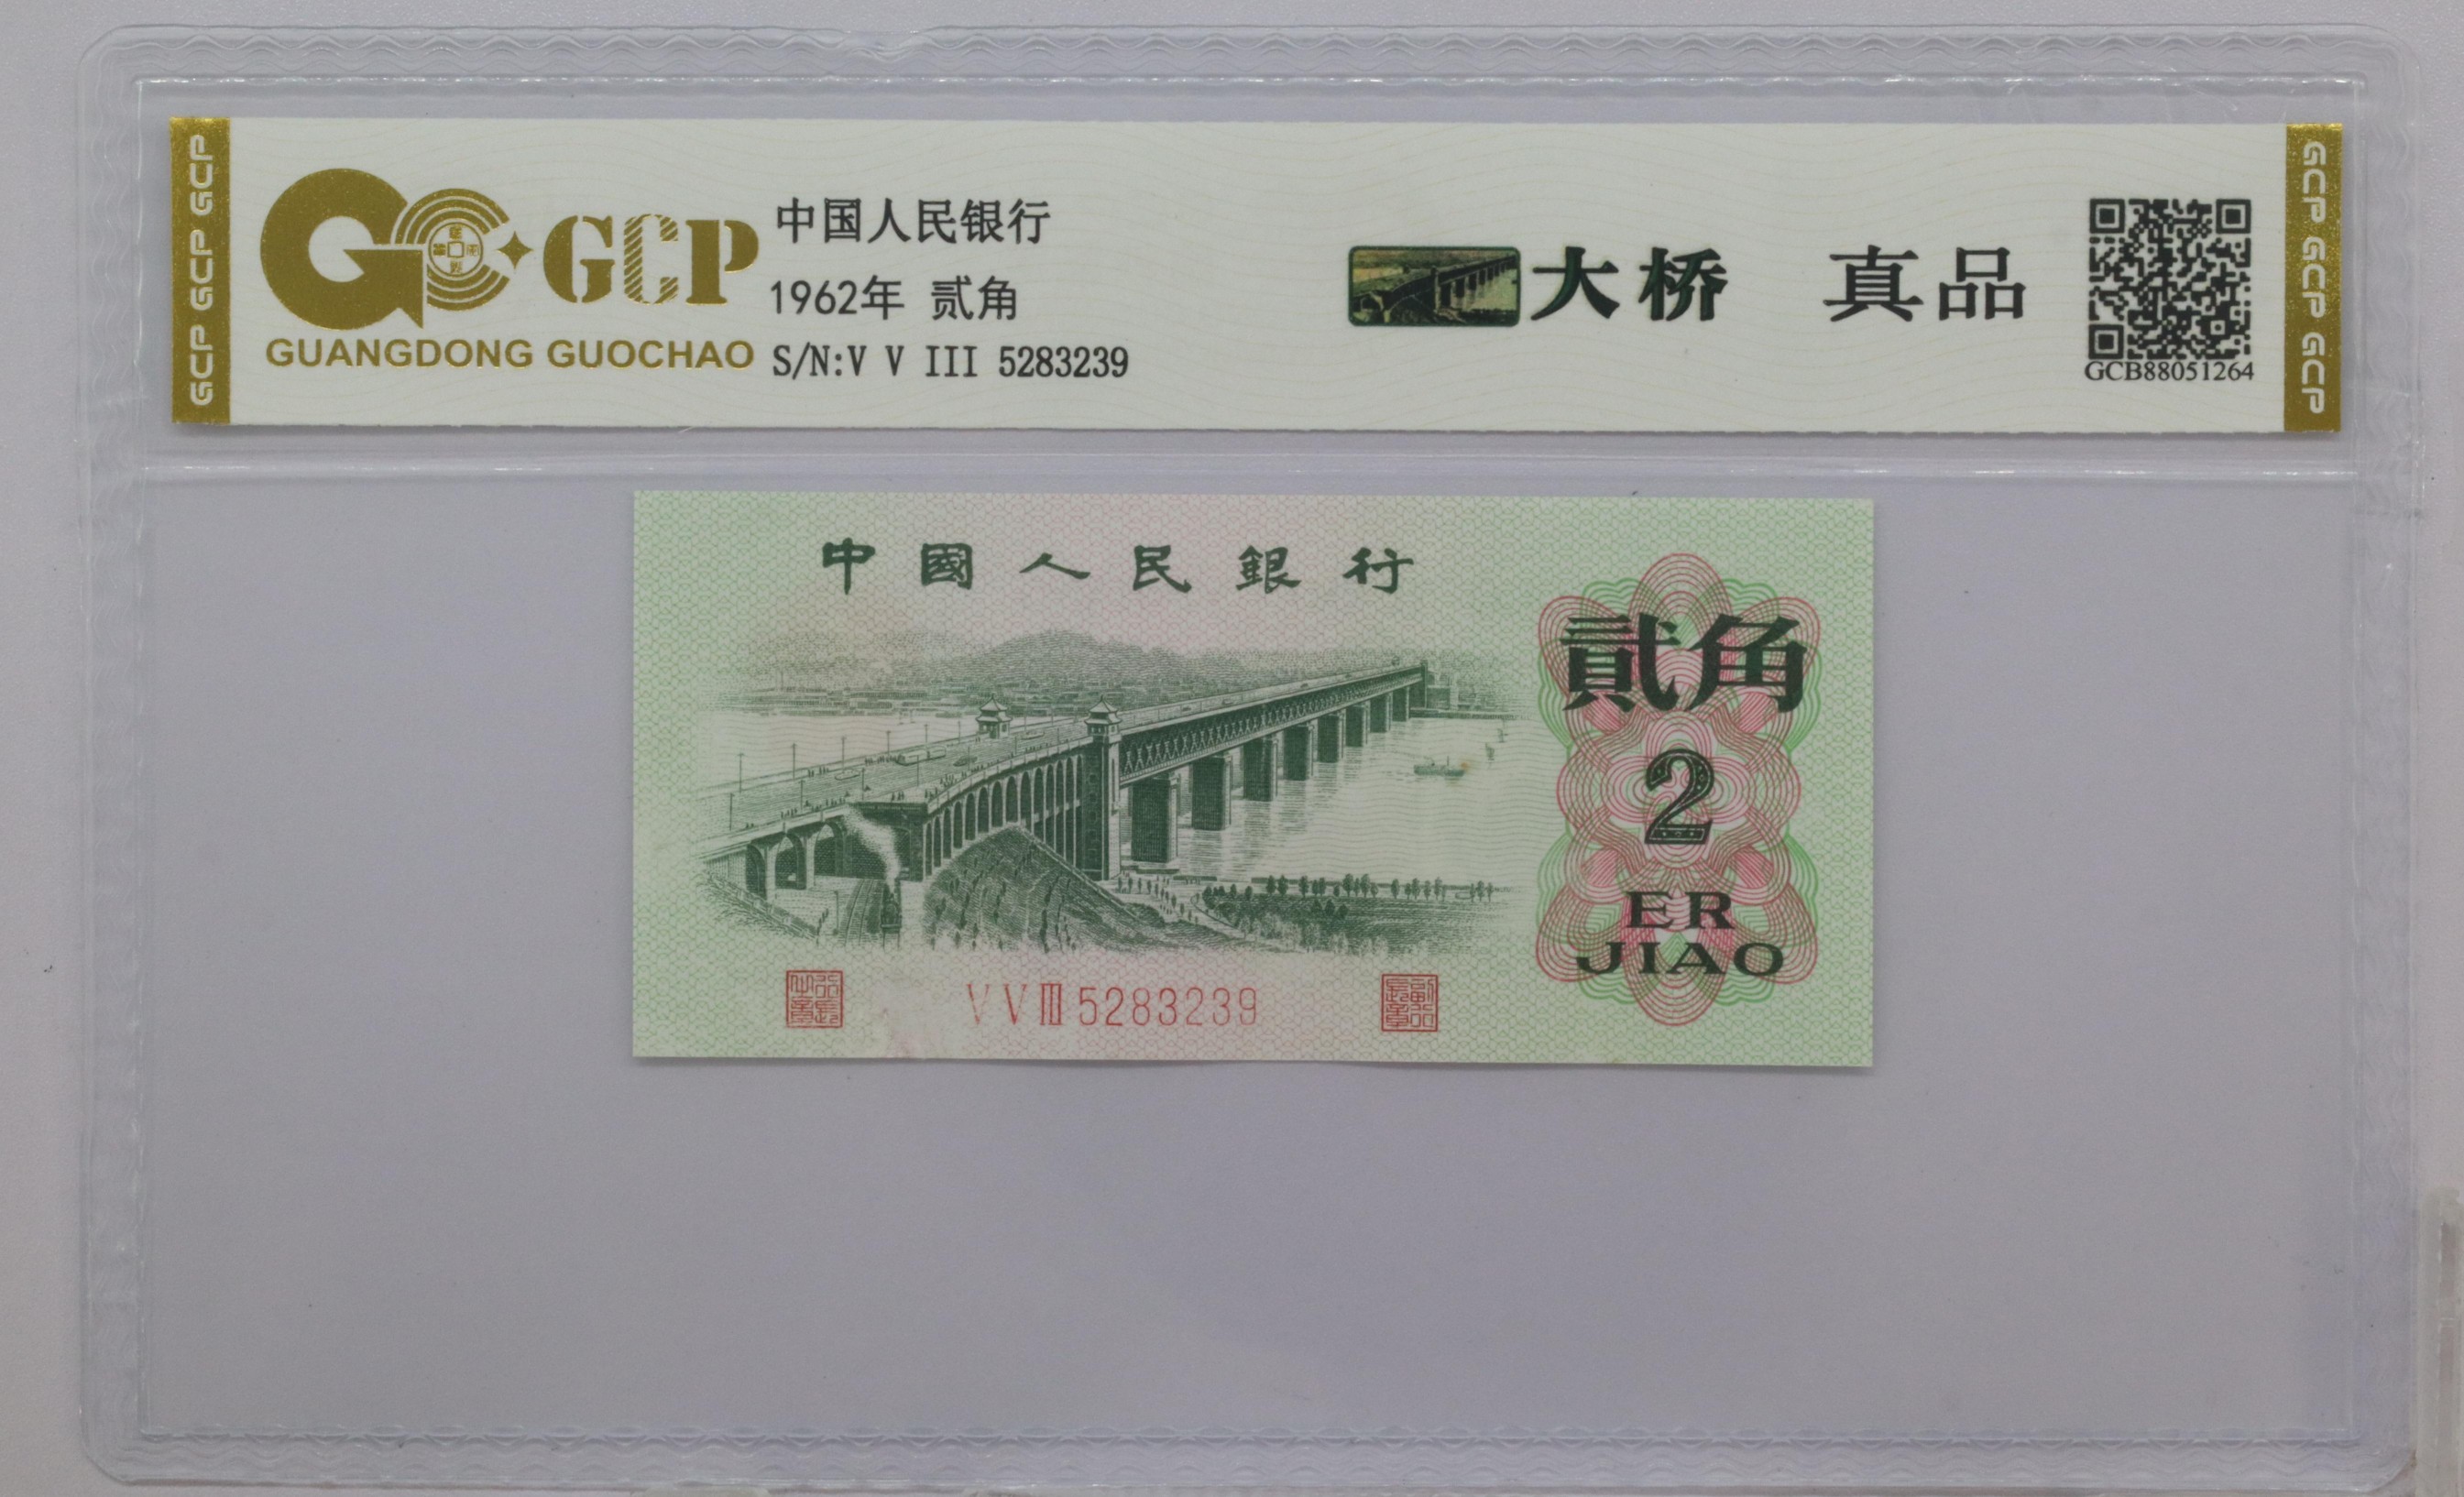 GCP GCP GCP
GCP
GUANGDONG GUOCHAO
中国人民银行
1962年 贰角
S/N:V V III 5283239
大桥 真品
GCB88051264
GCP GCP GCP
中國人民銀行
貳角
2
ER
JIAO
V V III 5283239